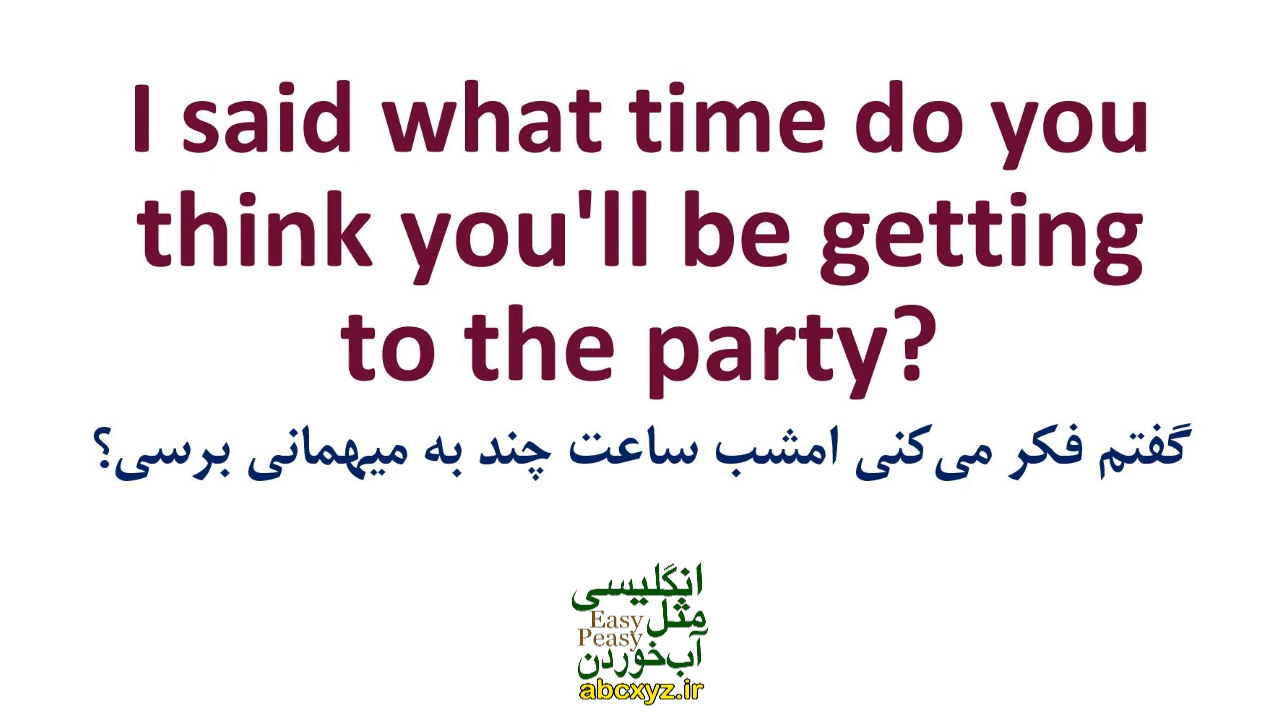 I said what time do you
think you'll be getting
to the party?
گفتم فکر می‌کنی امشب ساعت چند به میهمانی برسی؟
انگلیسی
مثل
Easy
Peasy
آب‌خوردن
abcxyz.ir